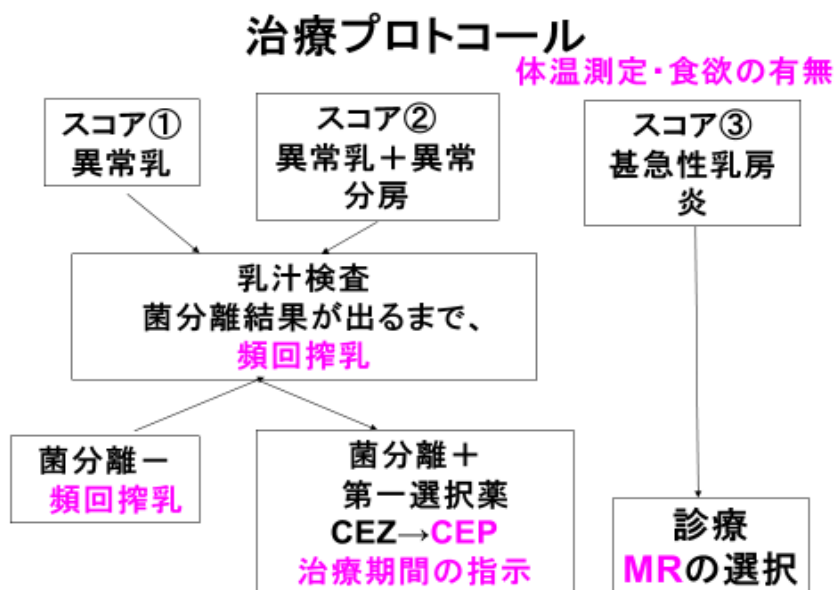 治療プロトコール
体温測定・食欲の有無
スコア①
異常乳
スコア②
異常乳＋異常
分房
スコア③
甚急性乳房
炎
乳汁検査
菌分離結果が出るまで、
頻回搾乳
菌分離－
頻回搾乳
菌分離＋
第一選択薬
CEZ→CEP
治療期間の指示
診療
MRの選択